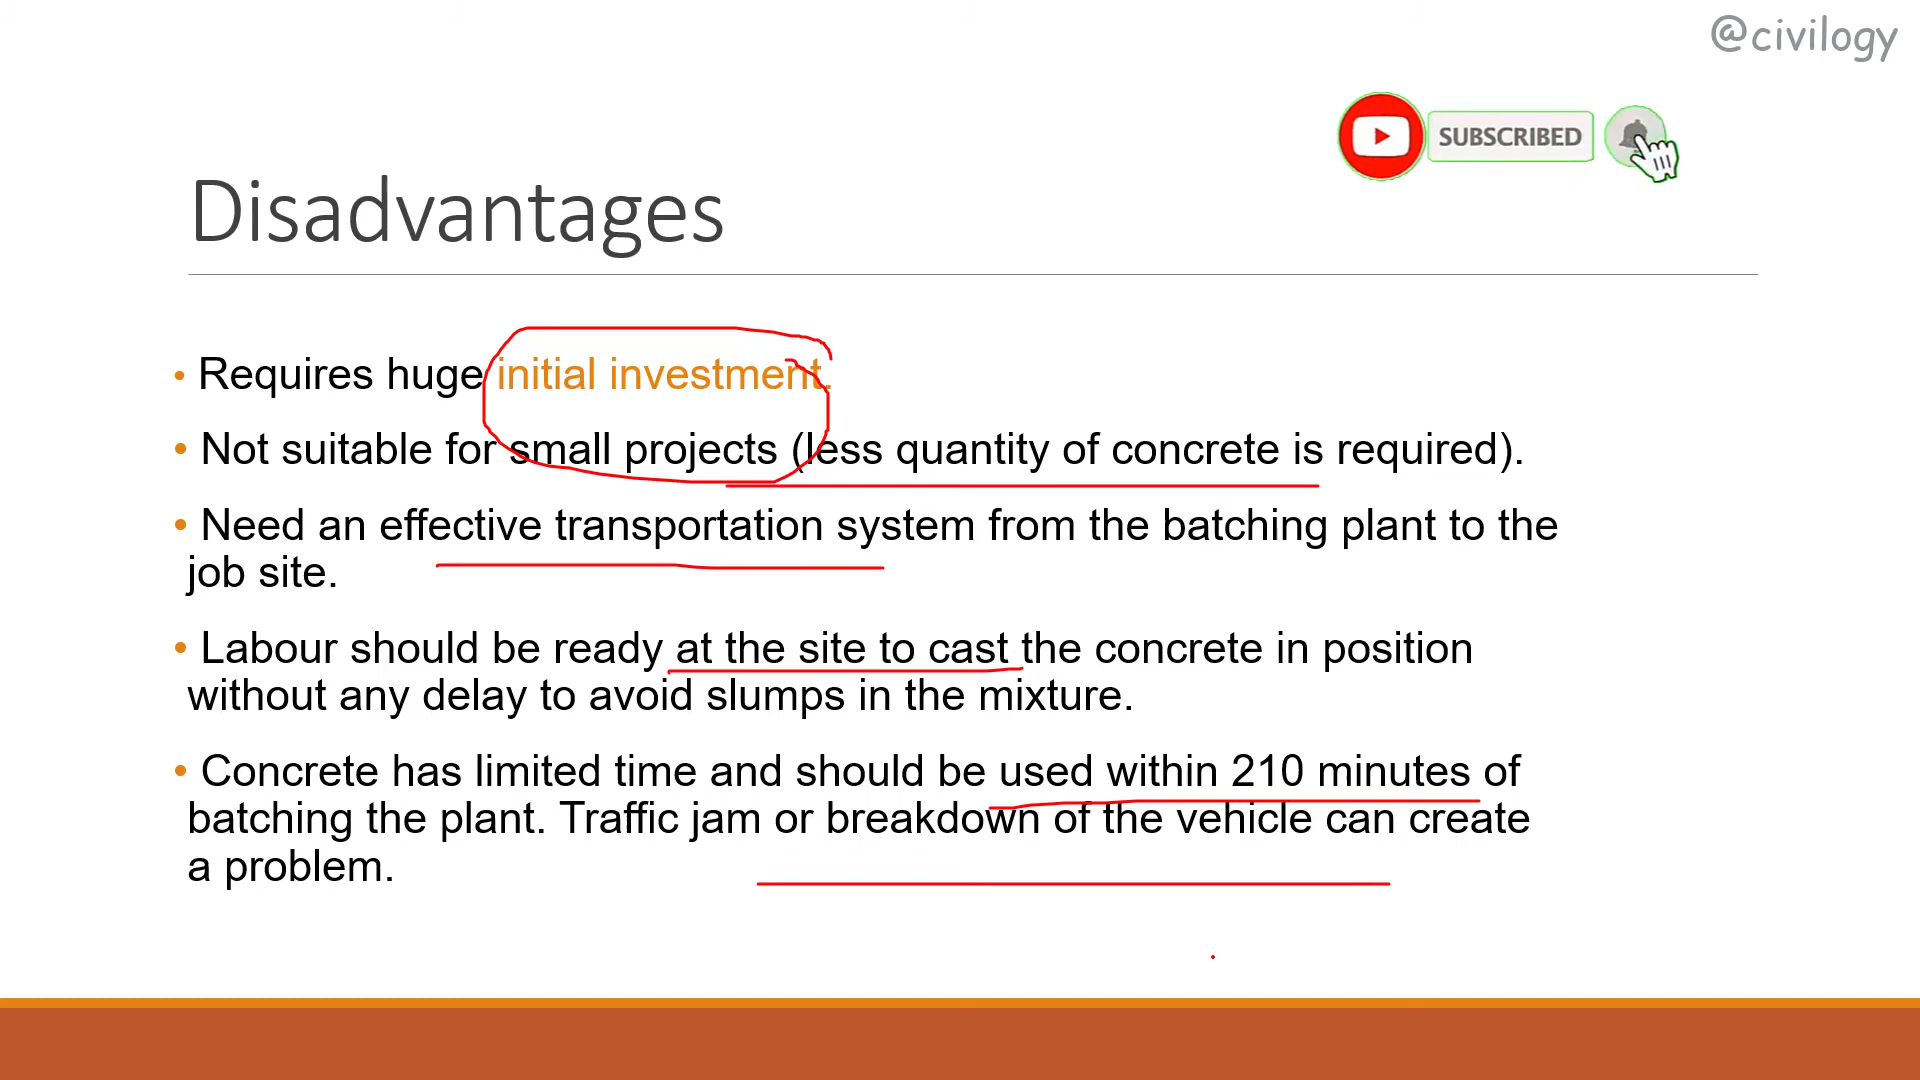 @civilogy
SUBSCRIBED
Disadvantages
• Requires huge initial investment.
• Not suitable for small projects (less quantity of concrete is required).
• Need an effective transportation system from the batching plant to the
job site.
• Labour should be ready at the site to cast the concrete in position
without any delay to avoid slumps in the mixture.
• Concrete has limited time and should be used within 210 minutes of
batching the plant. Traffic jam or breakdown of the vehicle can create
a problem.